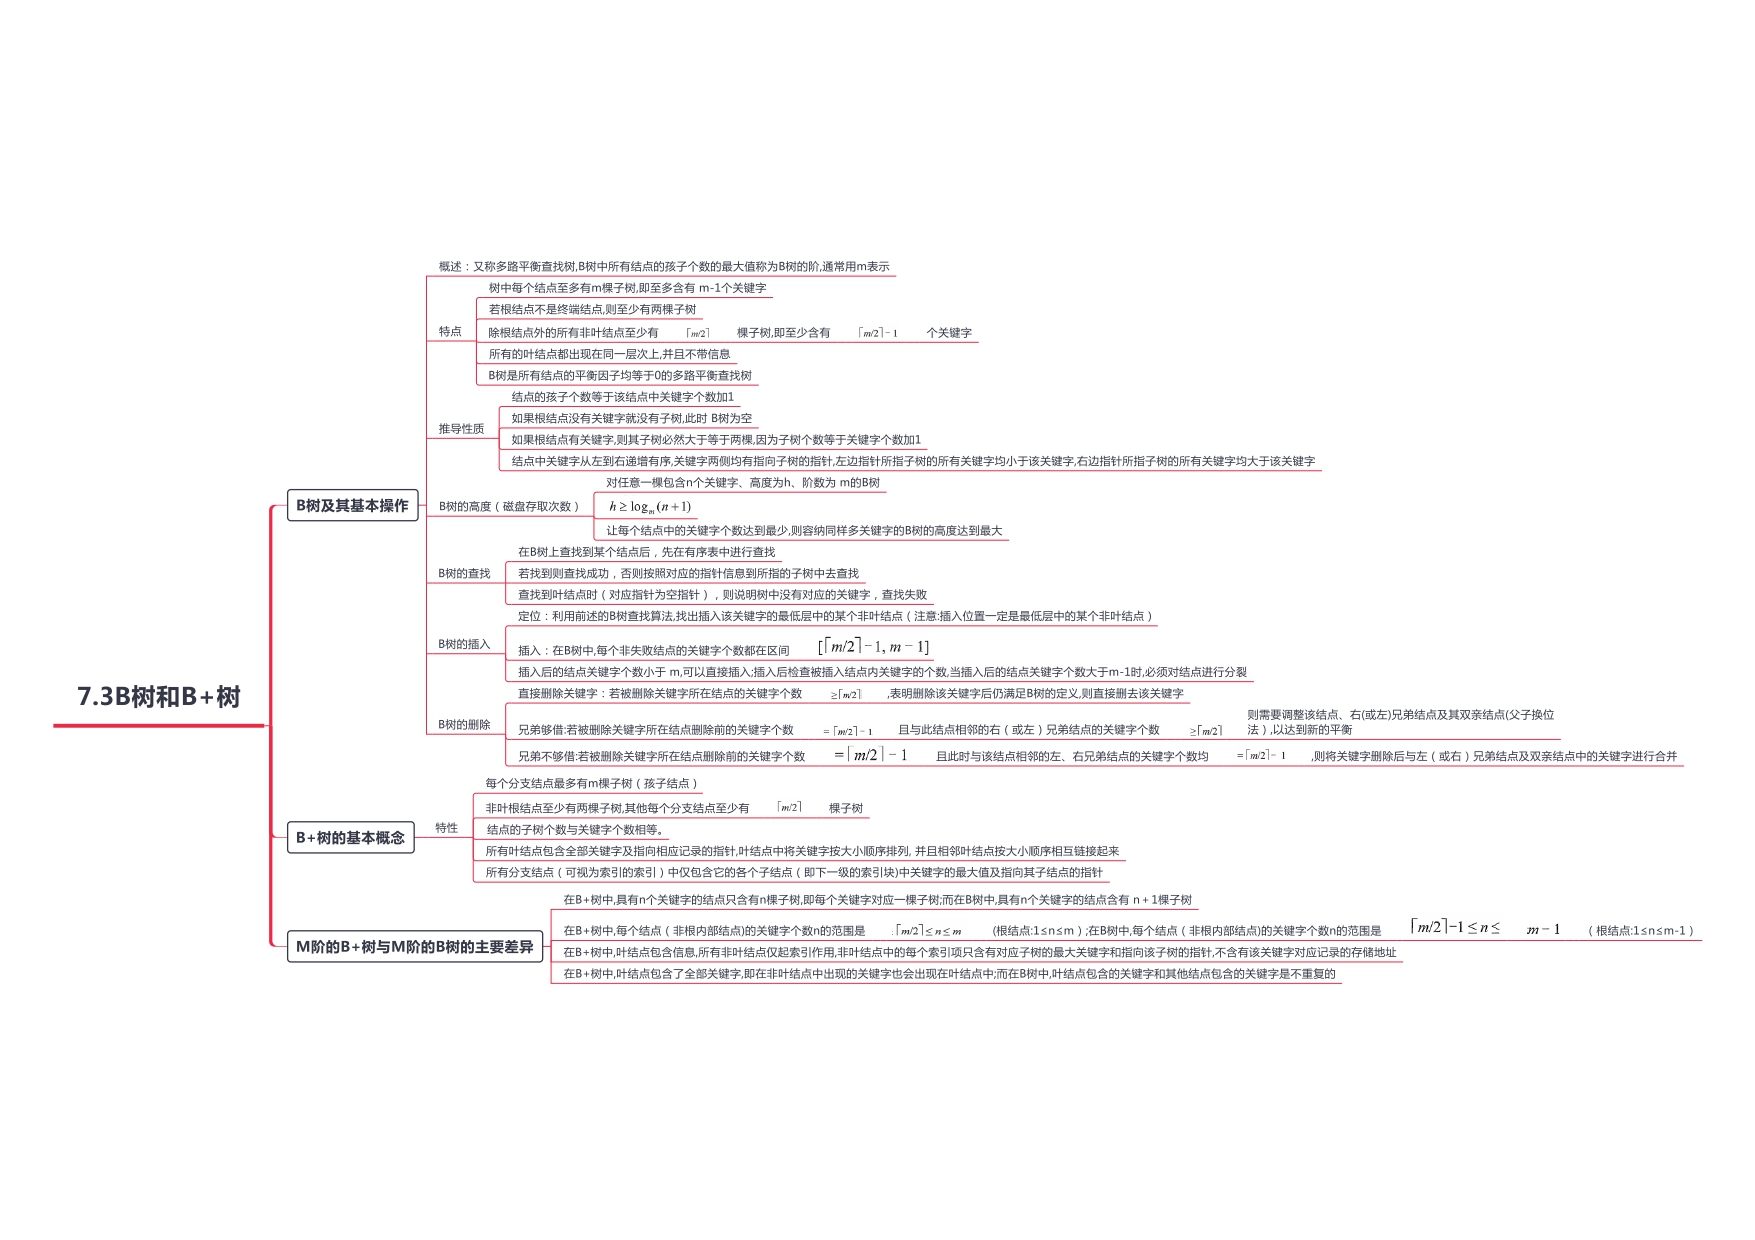 7.3B树和B+树
B树及其基本操作
概述：又称多路平衡查找树,B树中所有结点的孩子个数的最大值称为B树的阶,通常用m表示
特点
树中每个结点至多有m棵子树,即至多含有 m-1个关键字
若根结点不是终端结点,则至少有两棵子树
除根结点外的所有非叶结点至少有 ⌈m/2⌉ 棵子树,即至少含有 ⌈m/2⌉−1 个关键字
所有的叶结点都出现在同一层次上,并且不带信息
B树是所有结点的平衡因子均等于0的多路平衡查找树
推导性质
结点的孩子个数等于该结点中关键字个数加1
如果根结点没有关键字就没有子树,此时 B树为空
如果根结点有关键字,则其子树必然大于等于两棵,因为子树个数等于关键字个数加1
结点中关键字从左到右递增有序,关键字两侧均有指向子树的指针,左边指针所指子树的所有关键字均小于该关键字,右边指针所指子树的所有关键字均大于该关键字
B树的高度（磁盘存取次数）
对任意一棵包含n个关键字、高度为h、阶数为 m的B树
h ≥ logₘ(n+1)
让每个结点中的关键字个数达到最少,则容纳同样多关键字的B树的高度达到最大
B树的查找
在B树上查找到某个结点后，先在有序表中进行查找
若找到则查找成功，否则按照对应的指针信息到所指的子树中去查找
查找到叶结点时（对应指针为空指针），则说明树中没有对应的关键字，查找失败
B树的插入
定位：利用前述的B树查找算法,找出插入该关键字的最低层中的某个非叶结点（注意:插入位置一定是最低层中的某个非叶结点）
插入：在B树中,每个非失败结点的关键字个数都在区间 [⌈m/2⌉−1, m−1]
插入后的结点关键字个数小于 m,可以直接插入;插入后检查被插入结点内关键字的个数,当插入后的结点关键字个数大于m-1时,必须对结点进行分裂
B树的删除
直接删除关键字：若被删除关键字所在结点的关键字个数 ≥⌈m/2⌉ ,表明删除该关键字后仍满足B树的定义,则直接删去该关键字
兄弟够借:若被删除关键字所在结点删除前的关键字个数 =⌈m/2⌉−1 且与此结点相邻的右（或左）兄弟结点的关键字个数 ≥⌈m/2⌉ 则需要调整该结点、右(或左)兄弟结点及其双亲结点(父子换位
法）,以达到新的平衡
兄弟不够借:若被删除关键字所在结点删除前的关键字个数 =⌈m/2⌉−1 且此时与该结点相邻的左、右兄弟结点的关键字个数均 =⌈m/2⌉−1 ,则将关键字删除后与左（或右）兄弟结点及双亲结点中的关键字进行合并
B+树的基本概念
特性
每个分支结点最多有m棵子树（孩子结点）
非叶根结点至少有两棵子树,其他每个分支结点至少有 ⌈m/2⌉ 棵子树
结点的子树个数与关键字个数相等。
所有叶结点包含全部关键字及指向相应记录的指针,叶结点中将关键字按大小顺序排列, 并且相邻叶结点按大小顺序相互链接起来
所有分支结点（可视为索引的索引）中仅包含它的各个子结点（即下一级的索引块)中关键字的最大值及指向其子结点的指针
M阶的B+树与M阶的B树的主要差异
在B+树中,具有n个关键字的结点只含有n棵子树,即每个关键字对应一棵子树;而在B树中,具有n个关键字的结点含有 n + 1棵子树
在B+树中,每个结点（非根内部结点)的关键字个数n的范围是 ⌈m/2⌉≤n≤m (根结点:1≤n≤m）;在B树中,每个结点（非根内部结点)的关键字个数n的范围是 ⌈m/2⌉−1≤n≤ m−1 （根结点:1≤n≤m-1）
在B+树中,叶结点包含信息,所有非叶结点仅起索引作用,非叶结点中的每个索引项只含有对应子树的最大关键字和指向该子树的指针,不含有该关键字对应记录的存储地址
在B+树中,叶结点包含了全部关键字,即在非叶结点中出现的关键字也会出现在叶结点中;而在B树中,叶结点包含的关键字和其他结点包含的关键字是不重复的